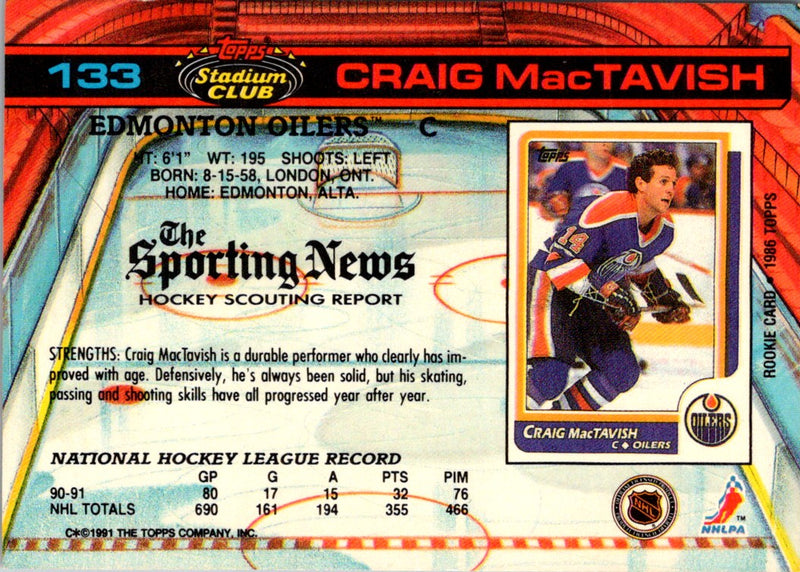 133
Topps
Stadium
CLUB
CRAIG MacTAVISH
EDMONTON OILERS™ C
HT: 6'1" WT: 195 SHOOTS: LEFT
BORN: 8-15-58, LONDON, ONT.
HOME: EDMONTON, ALTA.
The
Sporting News
HOCKEY SCOUTING REPORT
STRENGTHS: Craig MacTavish is a durable performer who clearly has im-
proved with age. Defensively, he's always been solid, but his skating,
passing and shooting skills have all progressed year after year.
NATIONAL HOCKEY LEAGUE RECORD
GP G A PTS PIM
90-91 80 17 15 32 76
NHL TOTALS 690 161 194 355 466
C*©1991 THE TOPPS COMPANY, INC.
TOPPS
14
CRAIG MACTAVISH
C ◆ OILERS
OILERS
ROOKIE CARD • 1986 TOPPS
NHL
NHLPA™